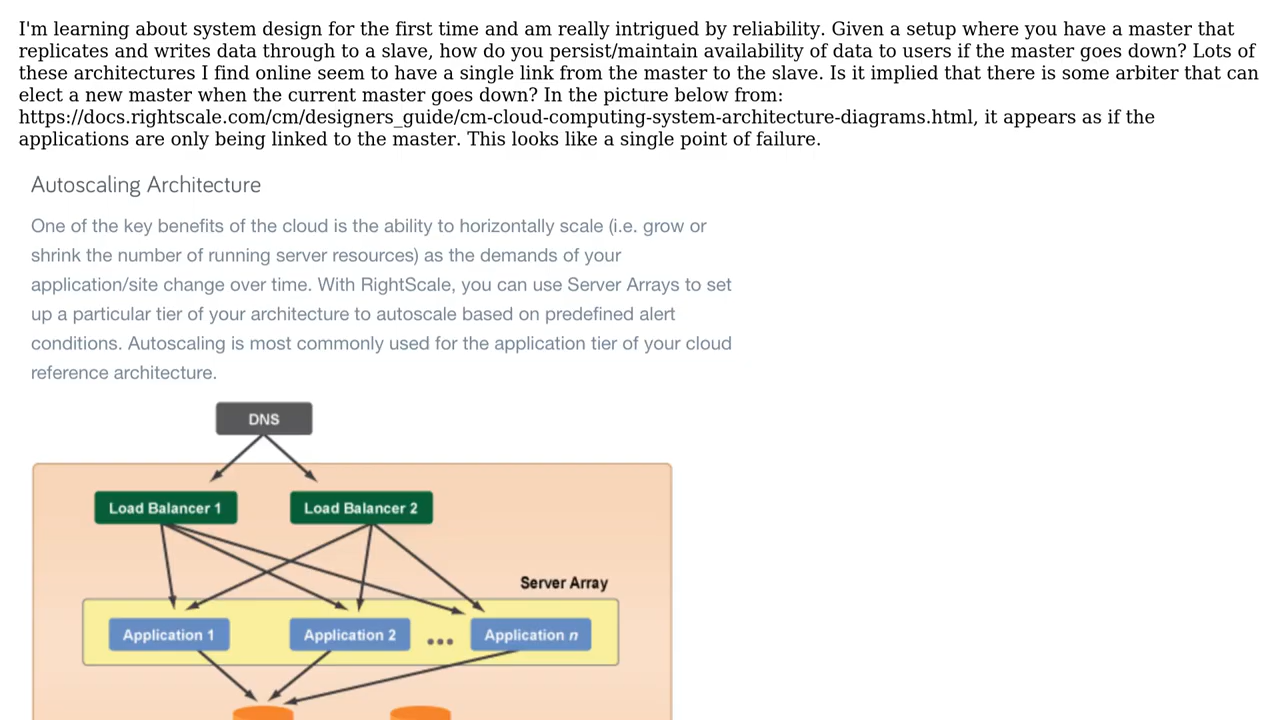 I'm learning about system design for the first time and am really intrigued by reliability. Given a setup where you have a master that
replicates and writes data through to a slave, how do you persist/maintain availability of data to users if the master goes down? Lots of
these architectures I find online seem to have a single link from the master to the slave. Is it implied that there is some arbiter that can
elect a new master when the current master goes down? In the picture below from:
https://docs.rightscale.com/cm/designers_guide/cm-cloud-computing-system-architecture-diagrams.html, it appears as if the
applications are only being linked to the master. This looks like a single point of failure.
Autoscaling Architecture
One of the key benefits of the cloud is the ability to horizontally scale (i.e. grow or
shrink the number of running server resources) as the demands of your
application/site change over time. With RightScale, you can use Server Arrays to set
up a particular tier of your architecture to autoscale based on predefined alert
conditions. Autoscaling is most commonly used for the application tier of your cloud
reference architecture.
DNS
Load Balancer 1
Load Balancer 2
Server Array
Application 1
Application 2
...
Application n